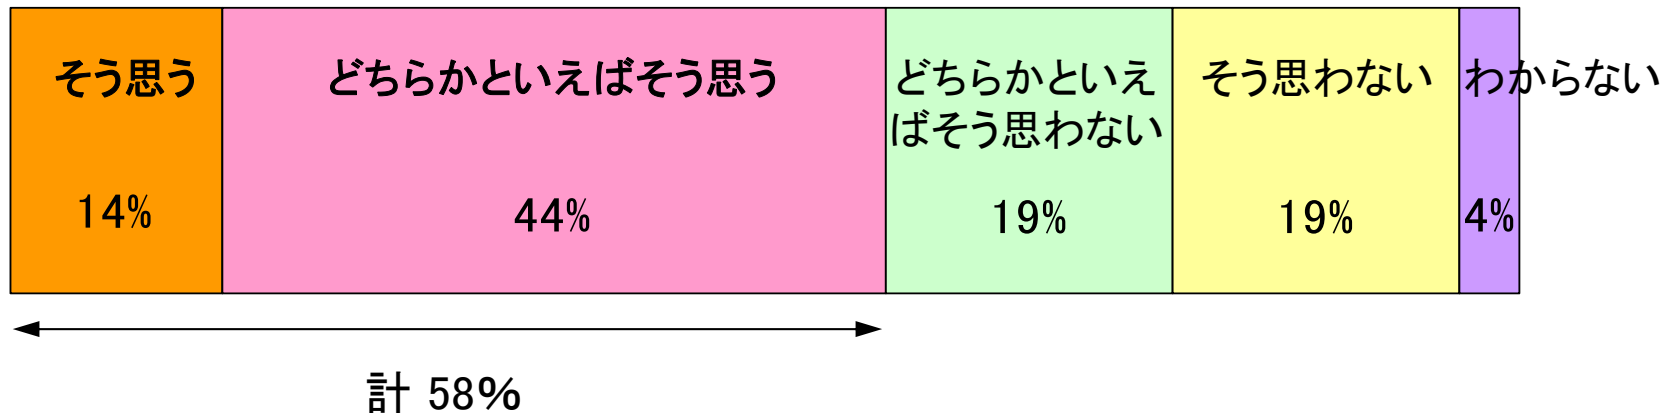 そう思う
どちらかといえばそう思う
どちらかといえ
ばそう思わない
そう思わない
わからない
14%
44%
19%
19%
4%
計 58%